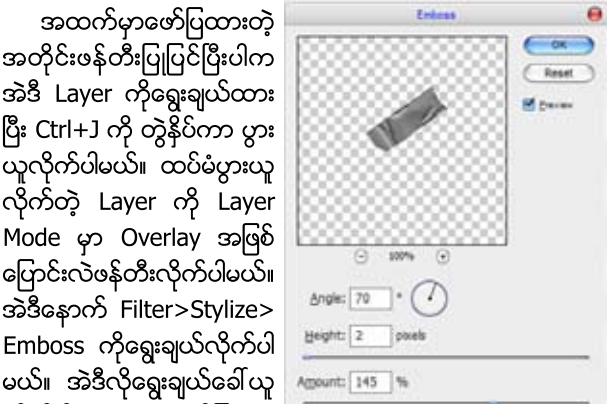 အထက်မှာဖော်ပြထားတဲ့
အတိုင်းဖန်တီးပြုပြင်ပြီးပါက
အဲဒီ Layer ကိုရွေးချယ်ထား
ပြီး Ctrl+J ကို တွဲနှိပ်ကာ ပွား
ယူလိုက်ပါမယ်။ ထပ်မံပွားယူ
လိုက်တဲ့ Layer ကို Layer
Mode မှာ Overlay အဖြစ်
ပြောင်းလဲဖန်တီးလိုက်ပါမယ်။
အဲဒီနောက် Filter>Stylize>
Emboss ကိုရွေးချယ်လိုက်ပါ
မယ်။ အဲဒီလိုရွေးချယ်ခေါ်ယူ
Emboss
OK
Reset
Preview
100%
Angle: 70 °
Height: 2 pixels
Amount: 145 %